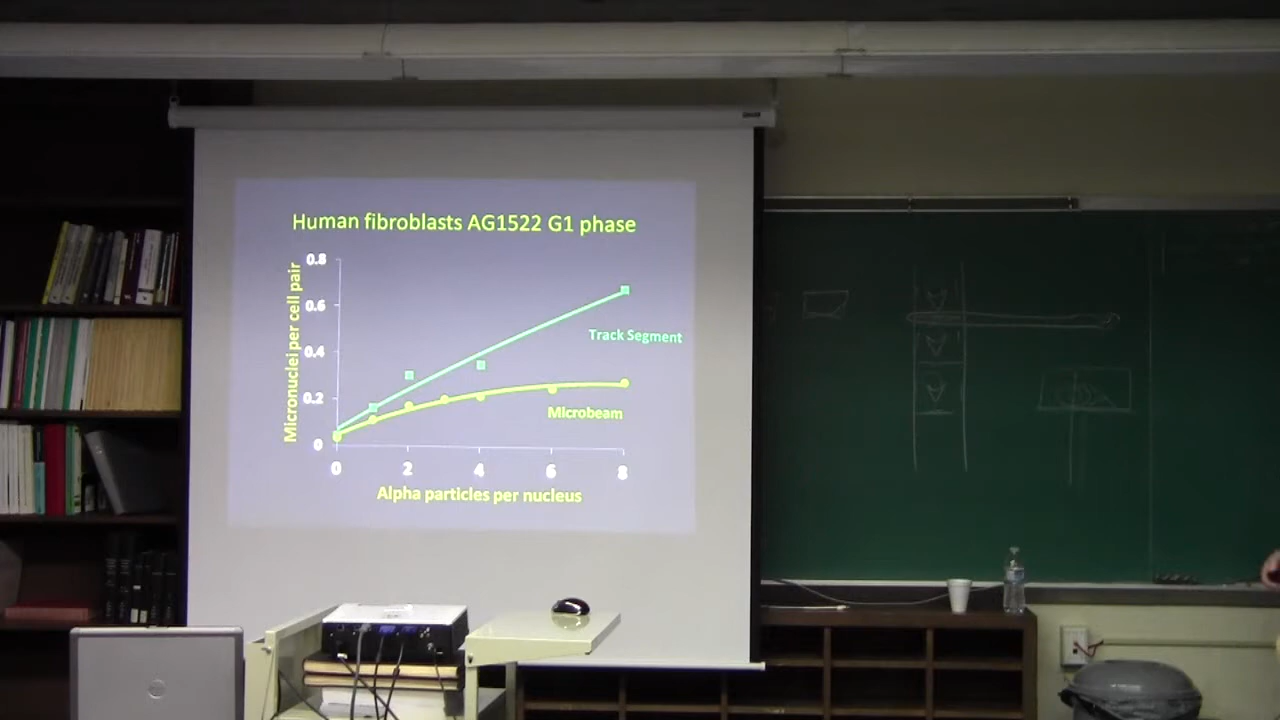 Human fibroblasts AG1522 G1 phase
Micronuclei per cell pair
0.8
0.6
0.4
0.2
0
Track Segment
Microbeam
0 2 4 6 8
Alpha particles per nucleus